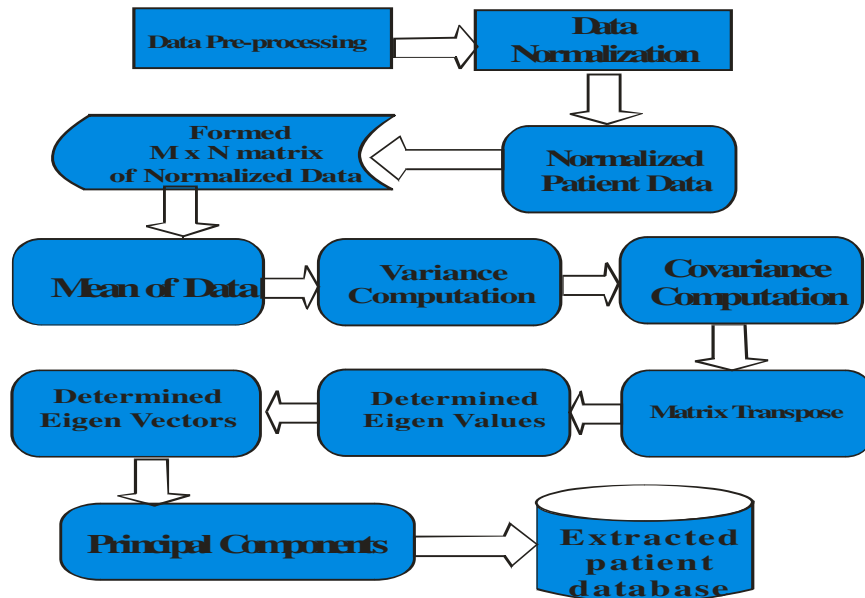 Data Pre-processing
Data
Normalization
Formed
M x N matrix
of Normalized Data
Normalized
Patient Data
Mean of Data
Variance
Computation
Covariance
Computation
Determined
Eigen Vectors
Determined
Eigen Values
Matrix Transpose
Principal Components
Extracted
patient
database